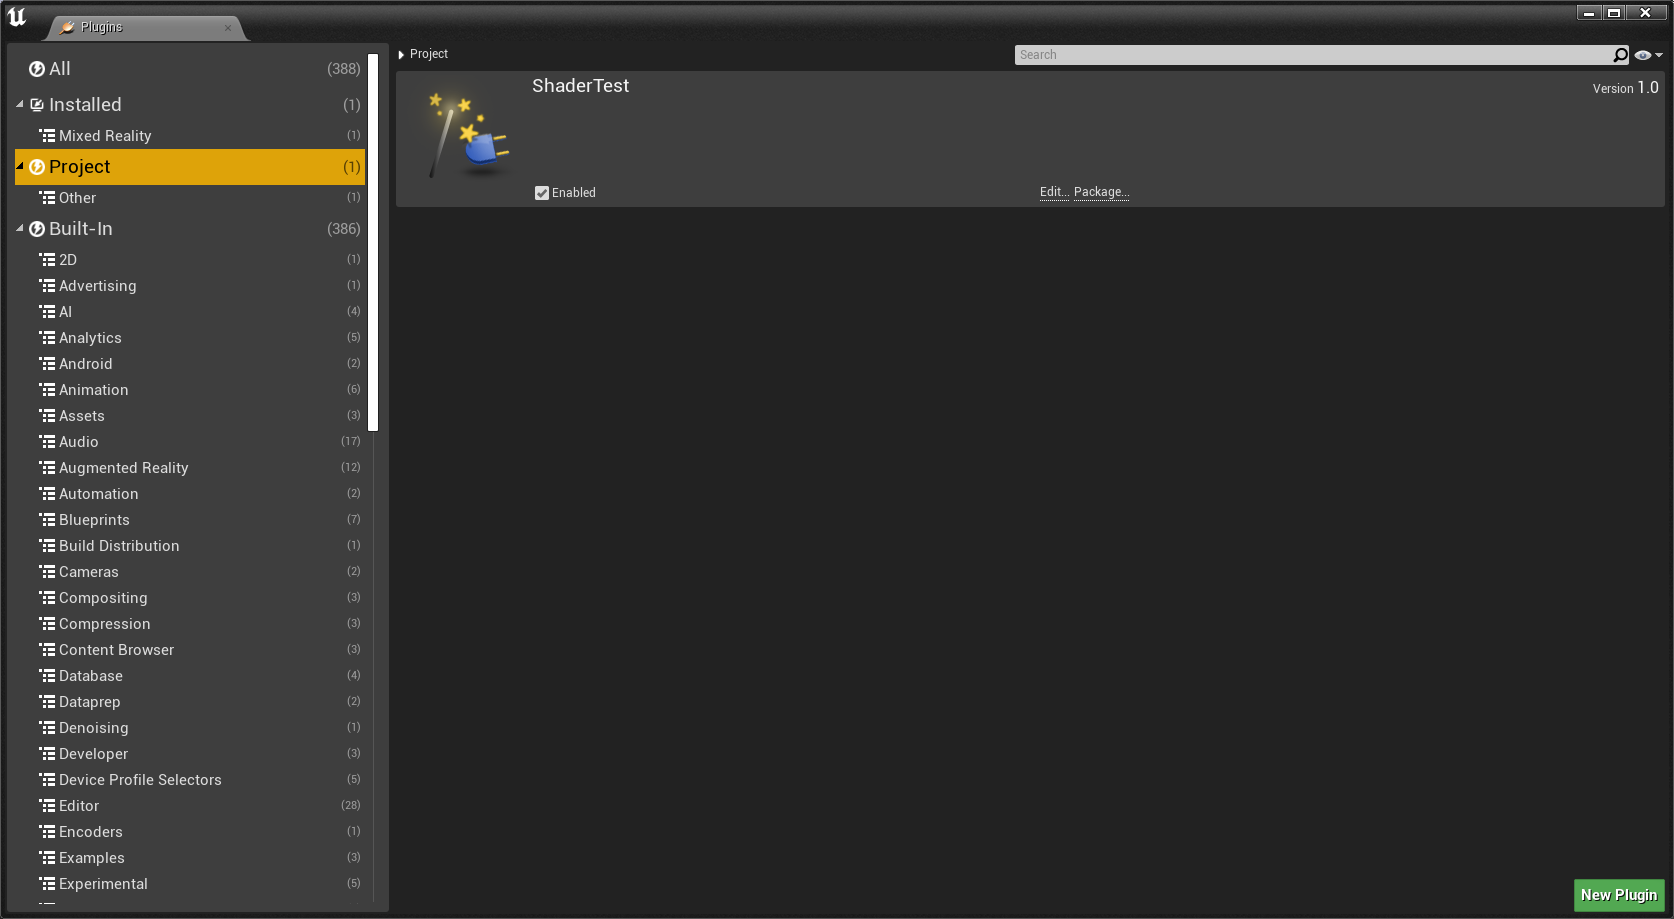 Plugins
Project
Search
All (388)
Installed (1)
Mixed Reality (1)
Project (1)
Other (1)
Built-In (386)
2D (1)
Advertising (1)
AI (4)
Analytics (5)
Android (2)
Animation (6)
Assets (3)
Audio (17)
Augmented Reality (12)
Automation (2)
Blueprints (7)
Build Distribution (1)
Cameras (2)
Compositing (3)
Compression (3)
Content Browser (3)
Database (4)
Dataprep (2)
Denoising (1)
Developer (3)
Device Profile Selectors (5)
Editor (28)
Encoders (1)
Examples (3)
Experimental (5)
ShaderTest
Version 1.0
Enabled
Edit... Package...
New Plugin